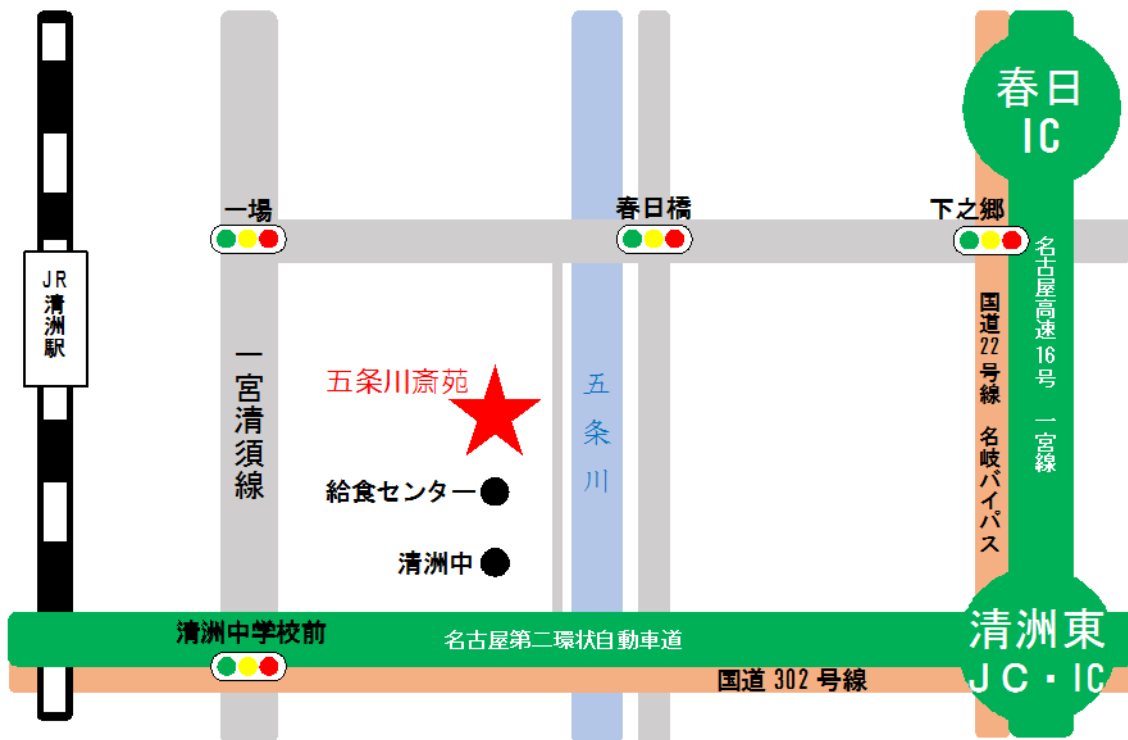 春日
IC
一場
春日橋
下之郷
JR
清洲駅
一宮清須線
五条川斎苑
五条川
国道22号線 名岐バイパス
名古屋高速16号 一宮線
給食センター
清洲中
清洲中学校前
名古屋第二環状自動車道
清洲東
JC・IC
国道 302 号線